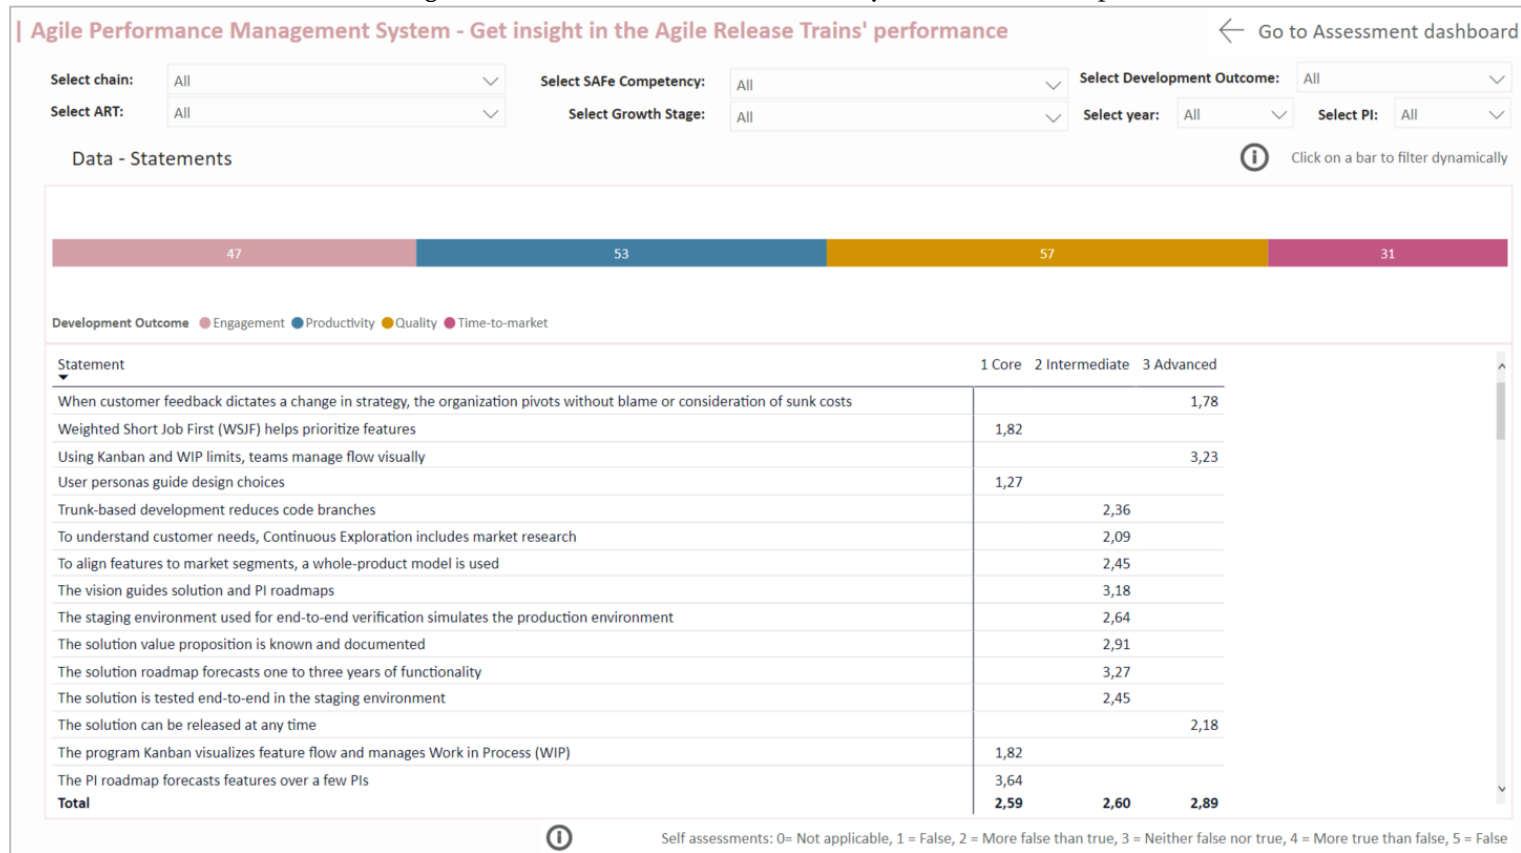 | Agile Performance Management System - Get insight in the Agile Release Trains' performance
Go to Assessment dashboard
Select chain: All
Select SAFe Competency: All
Select Development Outcome: All
Select ART: All
Select Growth Stage: All
Select year: All
Select PI: All
Data - Statements
Click on a bar to filter dynamically
47 53 57 31
Development Outcome Engagement Productivity Quality Time-to-market
Statement 1 Core 2 Intermediate 3 Advanced
When customer feedback dictates a change in strategy, the organization pivots without blame or consideration of sunk costs 1,78
Weighted Short Job First (WSJF) helps prioritize features 1,82
Using Kanban and WIP limits, teams manage flow visually 3,23
User personas guide design choices 1,27
Trunk-based development reduces code branches 2,36
To understand customer needs, Continuous Exploration includes market research 2,09
To align features to market segments, a whole-product model is used 2,45
The vision guides solution and PI roadmaps 3,18
The staging environment used for end-to-end verification simulates the production environment 2,64
The solution value proposition is known and documented 2,91
The solution roadmap forecasts one to three years of functionality 3,27
The solution is tested end-to-end in the staging environment 2,45
The solution can be released at any time 2,18
The program Kanban visualizes feature flow and manages Work in Process (WIP) 1,82
The PI roadmap forecasts features over a few PIs 3,64
Total 2,59 2,60 2,89
Self assessments: 0= Not applicable, 1 = False, 2 = More false than true, 3 = Neither false nor true, 4 = More true than false, 5 = False